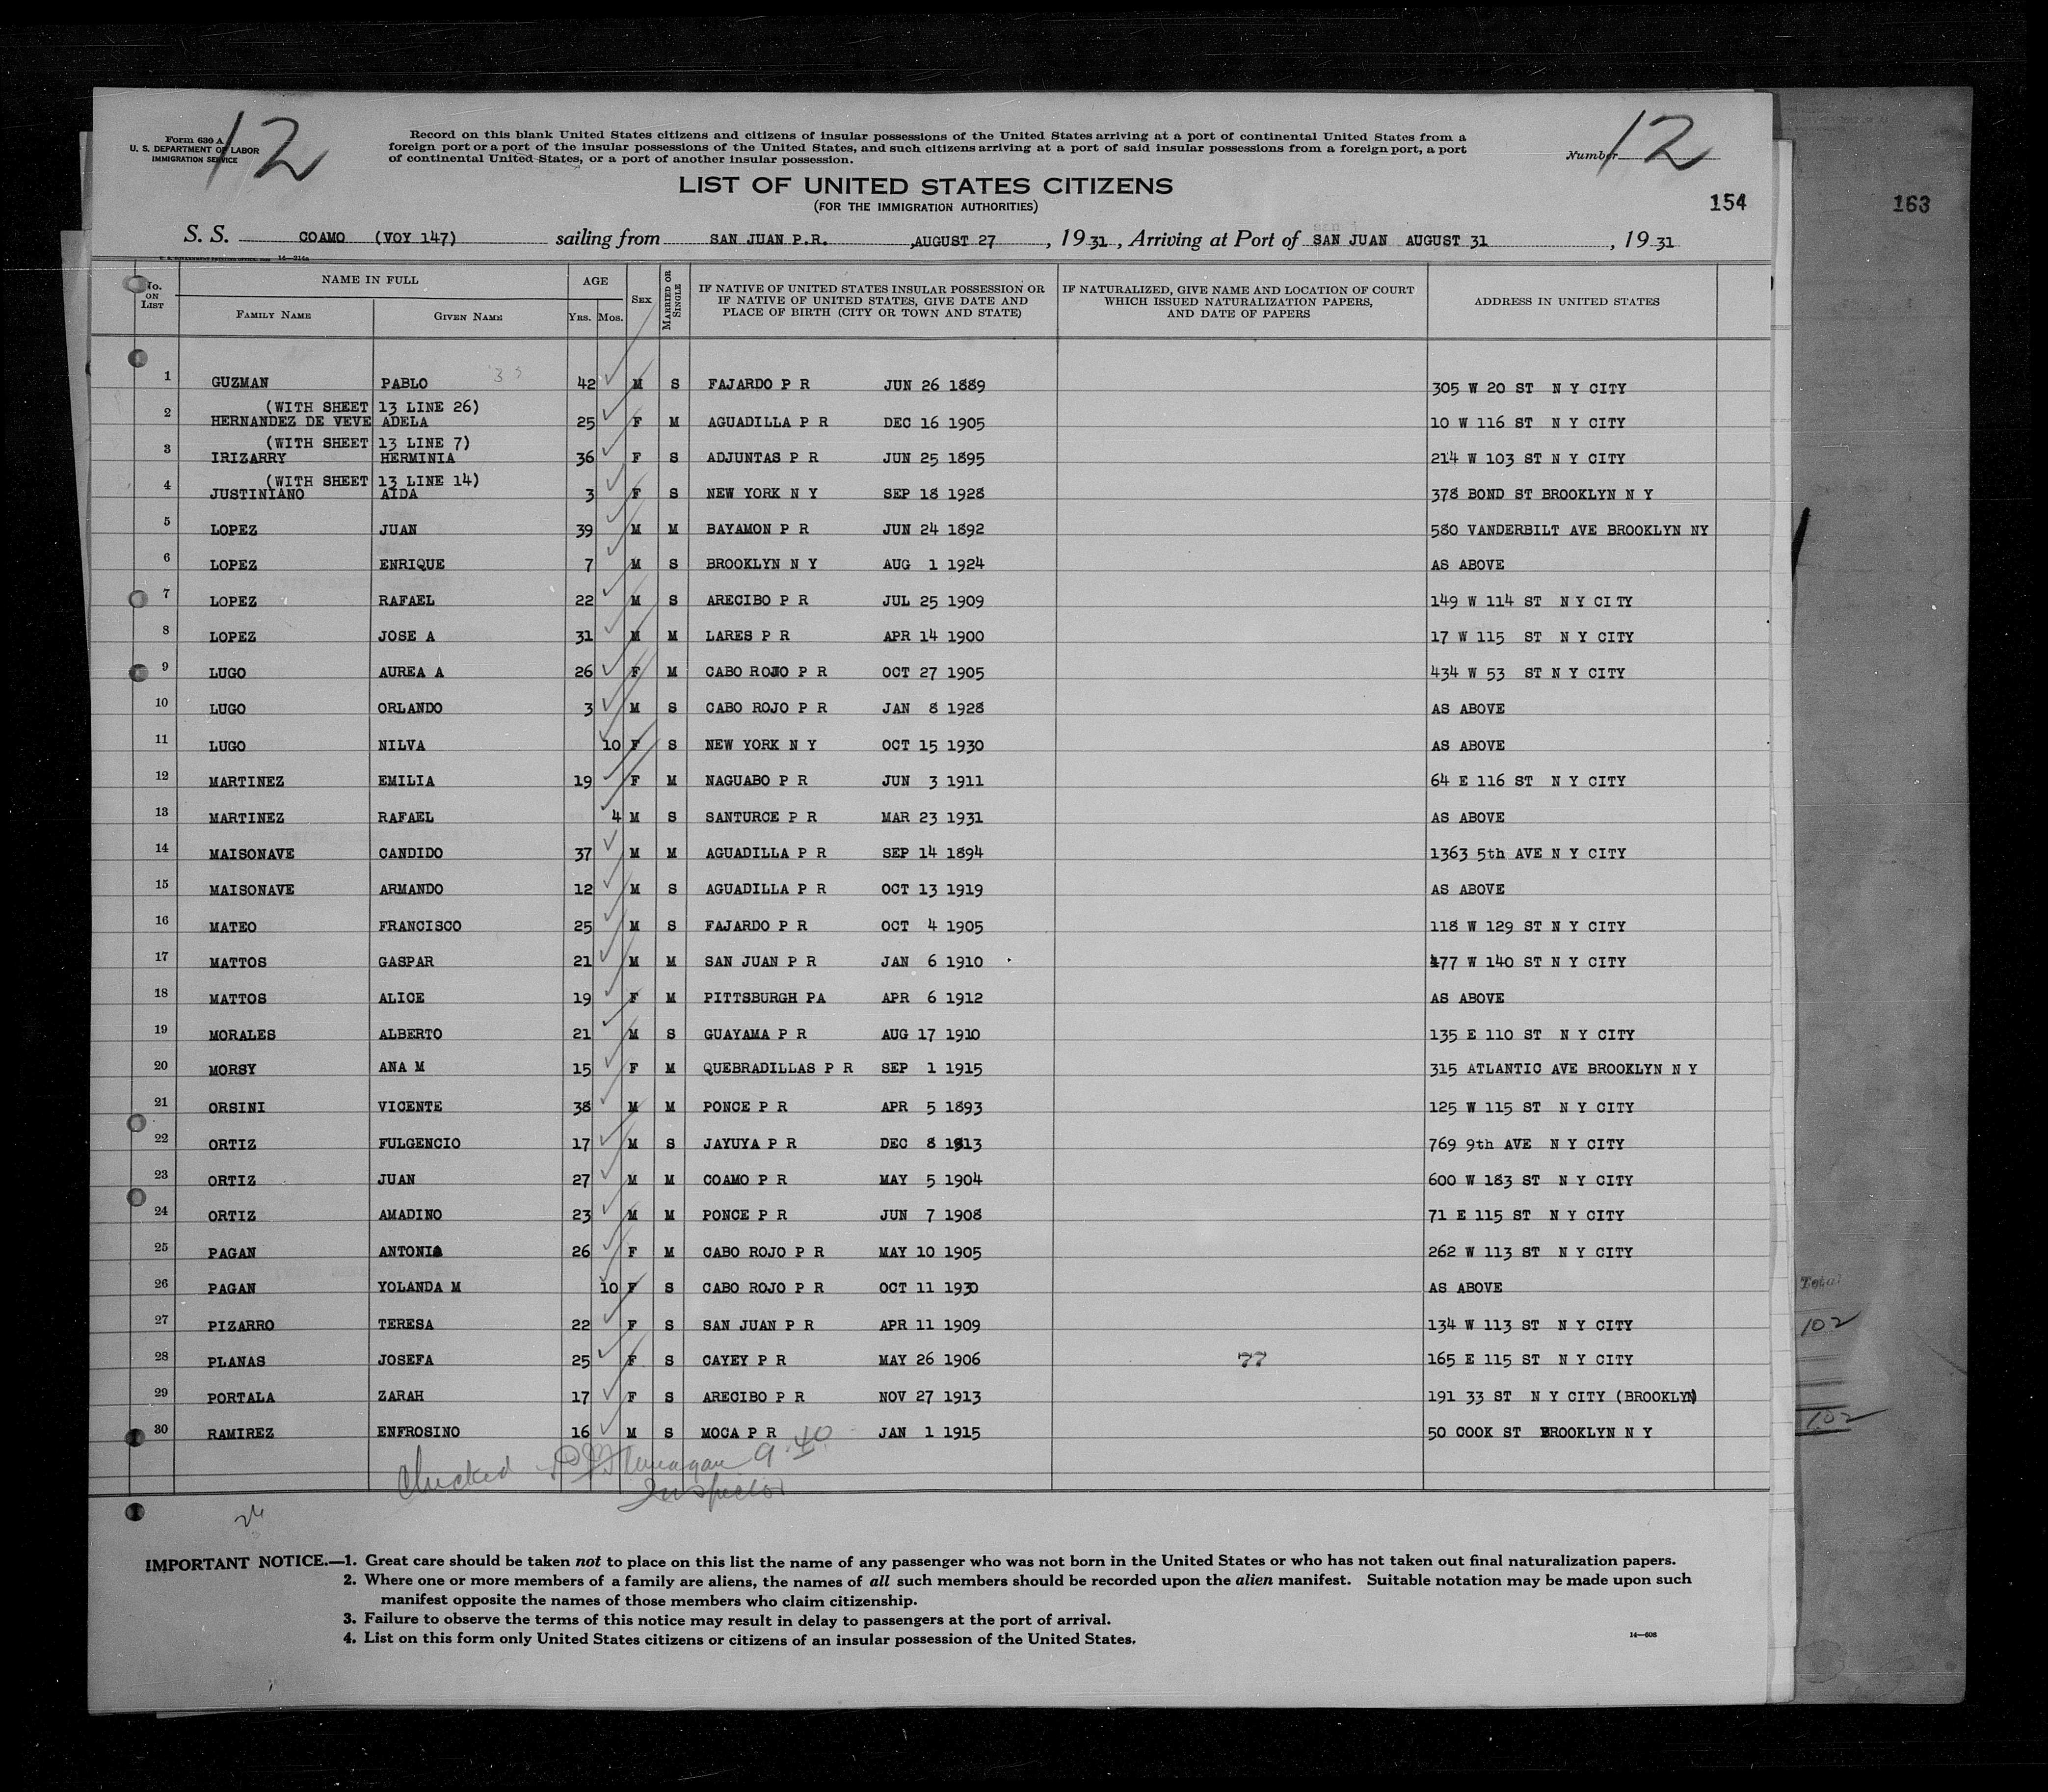 12
12
Form 630 A
U. S. DEPARTMENT OF LABOR
IMMIGRATION SERVICE
Record on this blank United States citizens and citizens of insular possessions of the United States arriving at a port of continental United States from a
foreign port or a port of the insular possessions of the United States, and such citizens arriving at a port of said insular possessions from a foreign port, a port
of continental United States, or a port of another insular possession.
Number
LIST OF UNITED STATES CITIZENS
(FOR THE IMMIGRATION AUTHORITIES)
154
163
S. S. COAMO (VOY 147) sailing from SAN JUAN P.R. ,AUGUST 27 , 1931 , Arriving at Port of SAN JUAN AUGUST 31 , 1931
No. ON LIST NAME IN FULL AGE SEX MARRIED OR SINGLE IF NATIVE OF UNITED STATES INSULAR POSSESSION OR IF NATIVE OF UNITED STATES, GIVE DATE AND PLACE OF BIRTH (CITY OR TOWN AND STATE) IF NATURALIZED, GIVE NAME AND LOCATION OF COURT WHICH ISSUED NATURALIZATION PAPERS, AND DATE OF PAPERS ADDRESS IN UNITED STATES
FAMILY NAME GIVEN NAME YRS. MOS.
1 GUZMAN PABLO 42 M S FAJARDO P R JUN 26 1889 305 W 20 ST N Y CITY
(WITH SHEET 13 LINE 26)
2 HERNANDEZ DE VEVE ADELA 25 F M AGUADILLA P R DEC 16 1905 10 W 116 ST N Y CITY
(WITH SHEET 13 LINE 7)
3 IRIZARRY HERMINIA 36 F S ADJUNTAS P R JUN 25 1895 214 W 103 ST N Y CITY
(WITH SHEET 13 LINE 14)
4 JUSTINIANO AIDA 3 F S NEW YORK N Y SEP 18 1928 378 BOND ST BROOKLYN N Y
5 LOPEZ JUAN 39 M M BAYAMON P R JUN 24 1892 580 VANDERBILT AVE BROOKLYN NY
6 LOPEZ ENRIQUE 7 M S BROOKLYN N Y AUG 1 1924 AS ABOVE
7 LOPEZ RAFAEL 22 M S ARECIBO P R JUL 25 1909 149 W 114 ST N Y CITY
8 LOPEZ JOSE A 31 M M LARES P R APR 14 1900 17 W 115 ST N Y CITY
9 LUGO AUREA A 26 F M CABO ROJO P R OCT 27 1905 434 W 53 ST N Y CITY
10 LUGO ORLANDO 3 M S CABO ROJO P R JAN 8 1928 AS ABOVE
11 LUGO NILVA 10 F S NEW YORK N Y OCT 15 1930 AS ABOVE
12 MARTINEZ EMILIA 19 F M NAGUABO P R JUN 3 1911 64 E 116 ST N Y CITY
13 MARTINEZ RAFAEL 4 M S SANTURCE P R MAR 23 1931 AS ABOVE
14 MAISONAVE CANDIDO 37 M M AGUADILLA P R SEP 14 1894 1363 5th AVE N Y CITY
15 MAISONAVE ARMANDO 12 M S AGUADILLA P R OCT 13 1919 AS ABOVE
16 MATEO FRANCISCO 25 M S FAJARDO P R OCT 4 1905 118 W 129 ST N Y CITY
17 MATTOS GASPAR 21 M M SAN JUAN P R JAN 6 1910 477 W 140 ST N Y CITY
18 MATTOS ALICE 19 F M PITTSBURGH PA APR 6 1912 AS ABOVE
19 MORALES ALBERTO 21 M S GUAYAMA P R AUG 17 1910 135 E 110 ST N Y CITY
20 MORSY ANA M 15 F M QUEBRADILLAS P R SEP 1 1915 315 ATLANTIC AVE BROOKLYN N Y
21 ORSINI VICENTE 38 M M PONCE P R APR 5 1893 125 W 115 ST N Y CITY
22 ORTIZ FULGENCIO 17 M S JAYUYA P R DEC 8 1913 769 9th AVE N Y CITY
23 ORTIZ JUAN 27 M M COAMO P R MAY 5 1904 600 W 183 ST N Y CITY
24 ORTIZ AMADINO 23 M M PONCE P R JUN 7 1908 71 E 115 ST N Y CITY
25 PAGAN ANTONIA 26 F M CABO ROJO P R MAY 10 1905 262 W 113 ST N Y CITY
26 PAGAN YOLANDA M 10 F S CABO ROJO P R OCT 11 1930 AS ABOVE
27 PIZARRO TERESA 22 F S SAN JUAN P R APR 11 1909 134 W 113 ST N Y CITY
28 PLANAS JOSEFA 25 F S CAYEY P R MAY 26 1906 77 165 E 115 ST N Y CITY
29 PORTALA ZARAH 17 F S ARECIBO P R NOV 27 1913 191 33 ST N Y CITY (BROOKLYN)
30 RAMIREZ ENFROSINO 16 M S MOCA P R JAN 1 1915 50 COOK ST BROOKLYN N Y
Total
102
102
Checked 9.40
Inspector
IMPORTANT NOTICE.—1. Great care should be taken not to place on this list the name of any passenger who was not born in the United States or who has not taken out final naturalization papers.
2. Where one or more members of a family are aliens, the names of all such members should be recorded upon the alien manifest. Suitable notation may be made upon such
manifest opposite the names of those members who claim citizenship.
3. Failure to observe the terms of this notice may result in delay to passengers at the port of arrival.
4. List on this form only United States citizens or citizens of an insular possession of the United States.
14—608